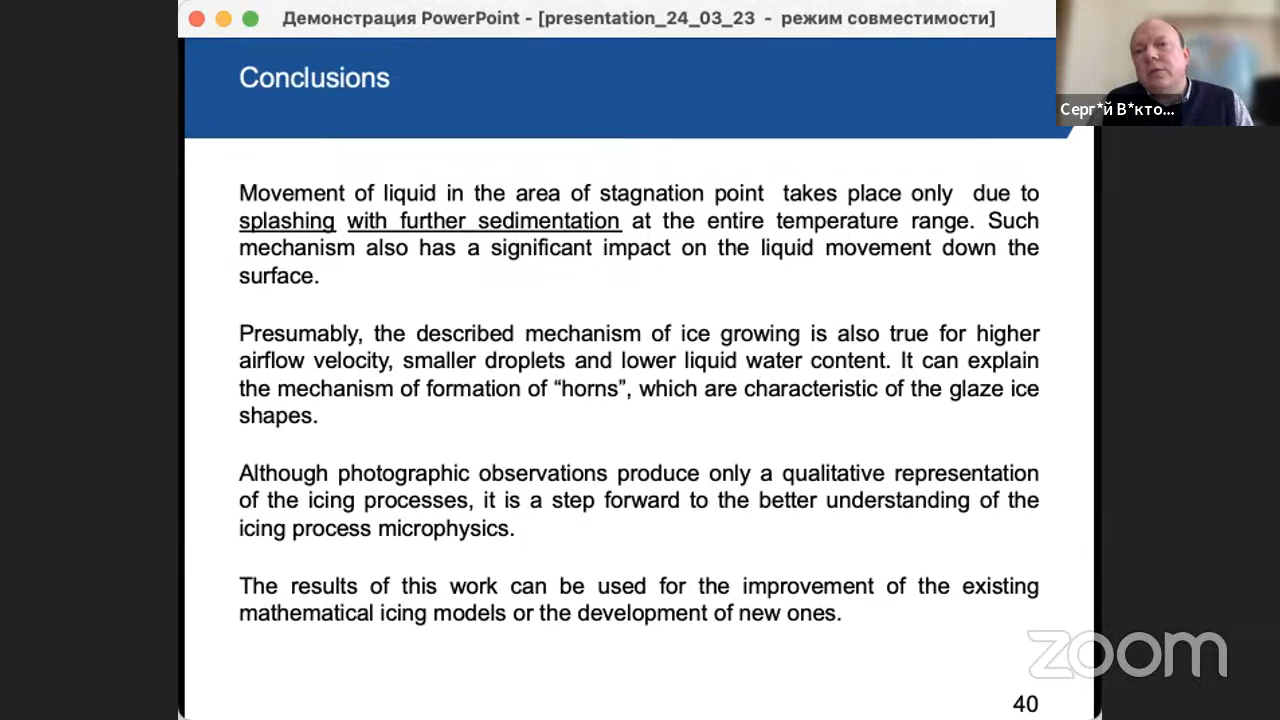 Демонстрация PowerPoint - [presentation_24_03_23 - режим совместимости]
Conclusions
Серг*й В*кто...
Movement of liquid in the area of stagnation point takes place only due to
splashing with further sedimentation at the entire temperature range. Such
mechanism also has a significant impact on the liquid movement down the
surface.
Presumably, the described mechanism of ice growing is also true for higher
airflow velocity, smaller droplets and lower liquid water content. It can explain
the mechanism of formation of “horns”, which are characteristic of the glaze ice
shapes.
Although photographic observations produce only a qualitative representation
of the icing processes, it is a step forward to the better understanding of the
icing process microphysics.
The results of this work can be used for the improvement of the existing
mathematical icing models or the development of new ones.
zoom
40